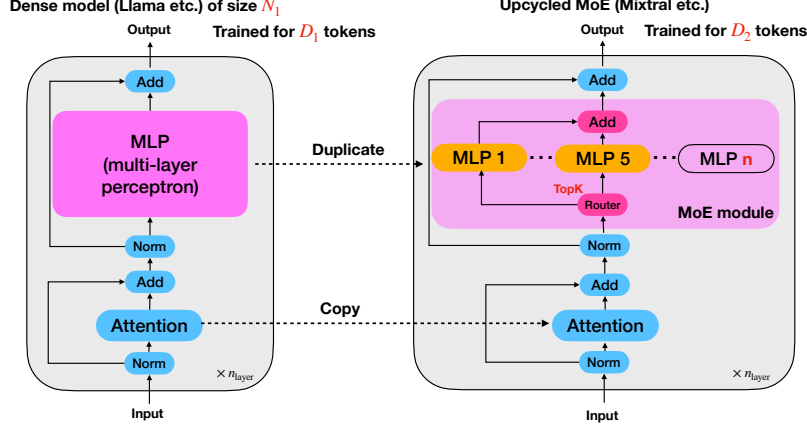 Dense model (Llama etc.) of size N₁
Trained for D₁ tokens
Output
Add
MLP
(multi-layer
perceptron)
Norm
Add
Attention
Norm
× n_layer
Input
Duplicate
Copy
Upcycled MoE (Mixtral etc.)
Trained for D₂ tokens
Output
Add
Add
MLP 1
MLP 5
MLP n
TopK
Router
MoE module
Norm
Add
Attention
Norm
× n_layer
Input